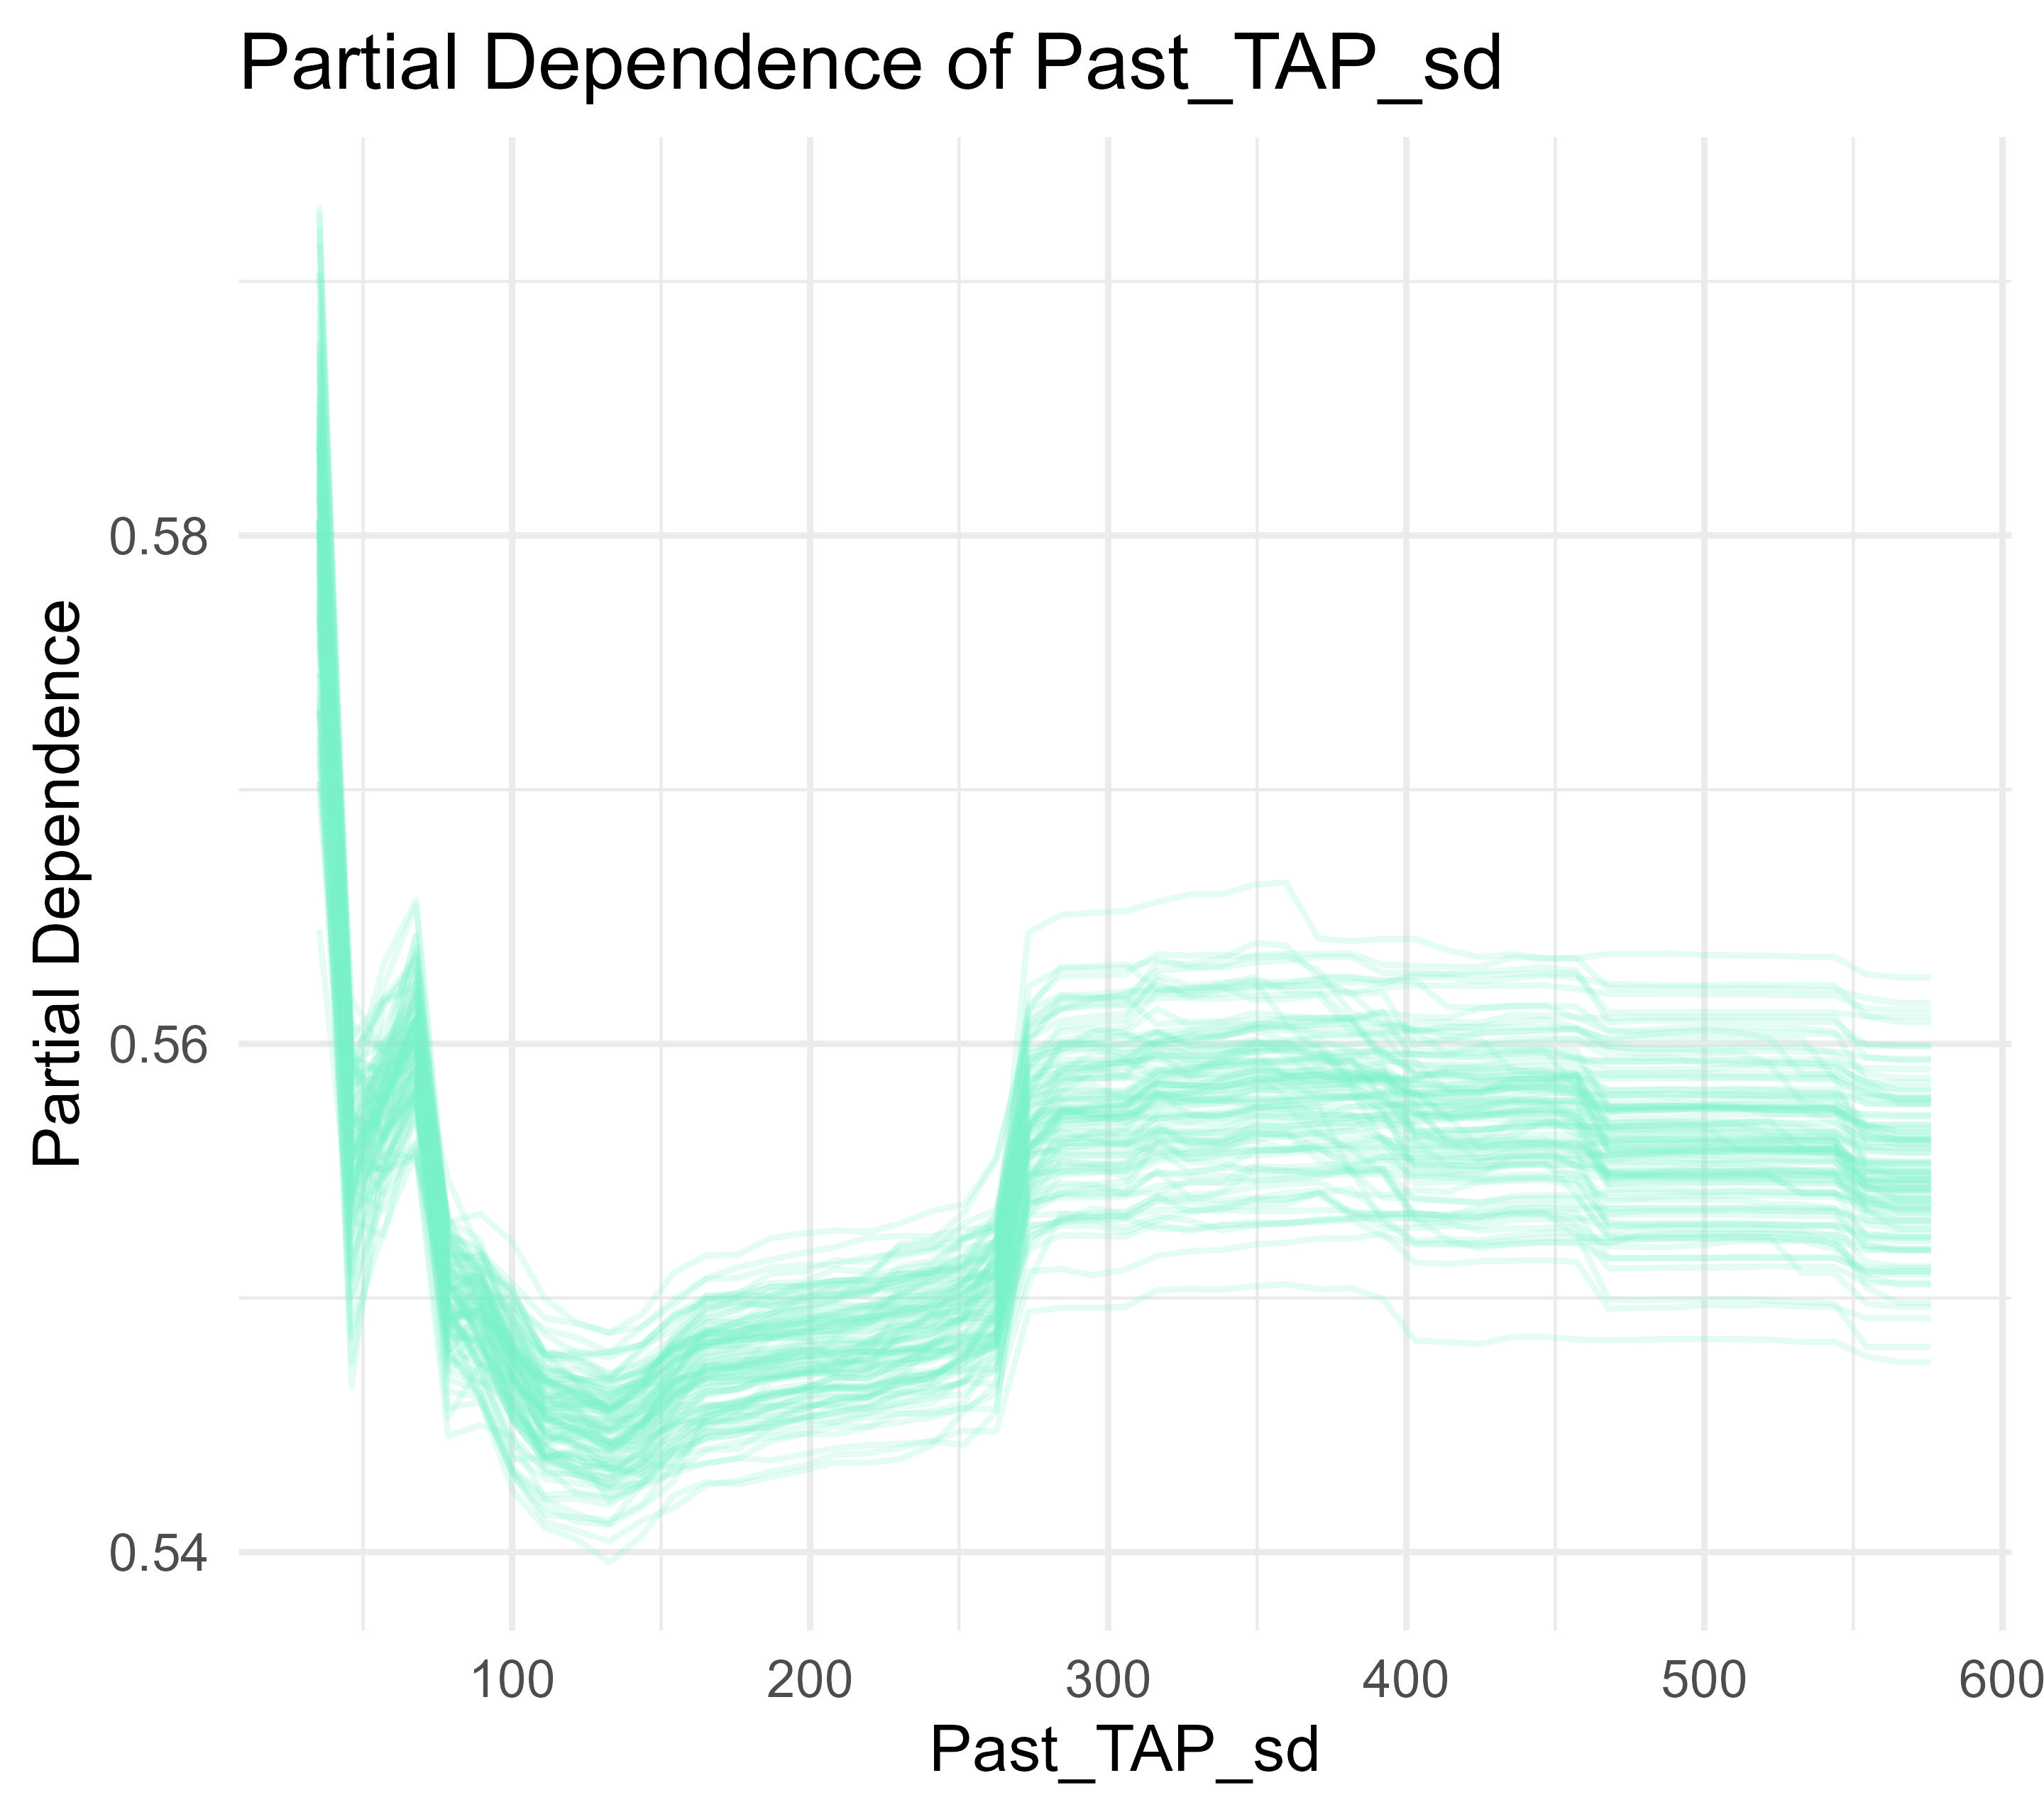 Partial Dependence of Past_TAP_sd
Partial Dependence
0.58
0.56
0.54
100 200 300 400 500 600
Past_TAP_sd